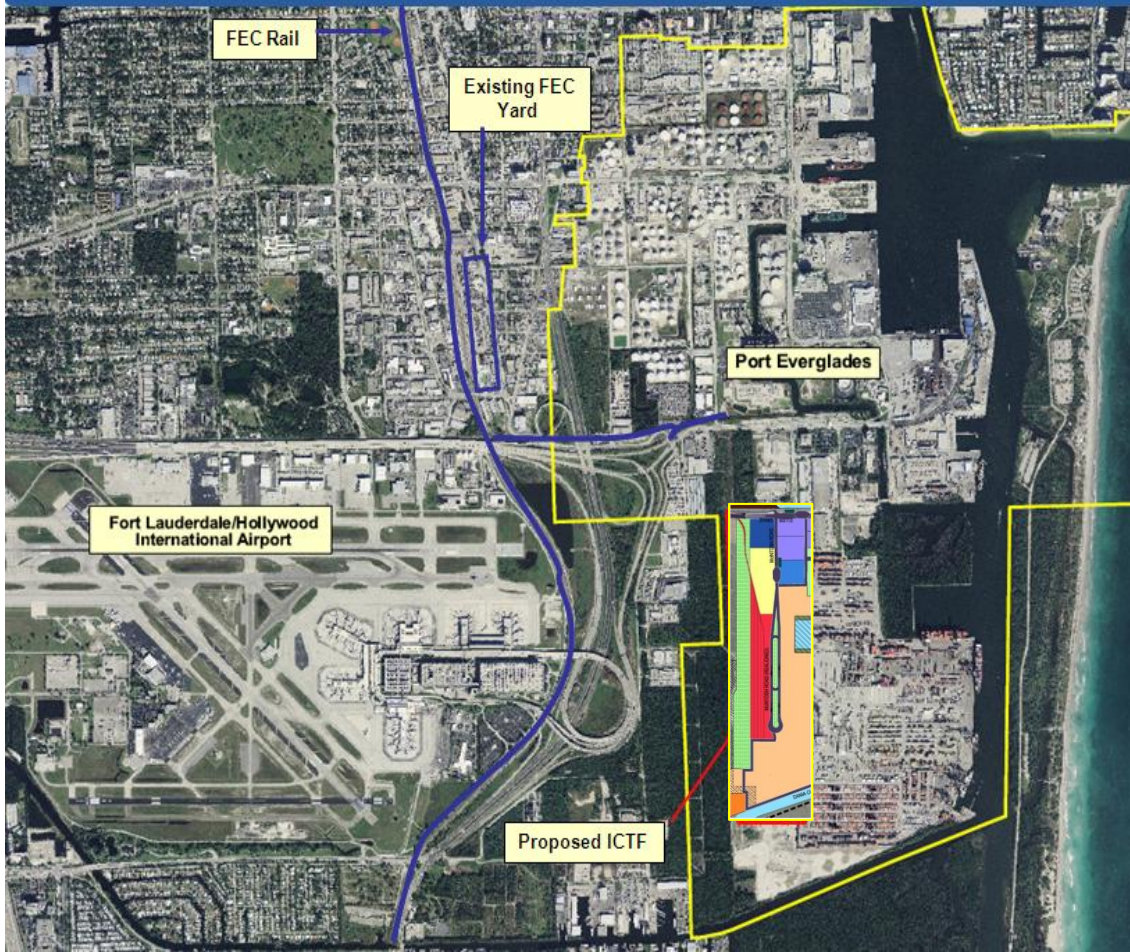 FEC Rail
Existing FEC
Yard
Port Everglades
Fort Lauderdale/Hollywood
International Airport
Proposed ICTF